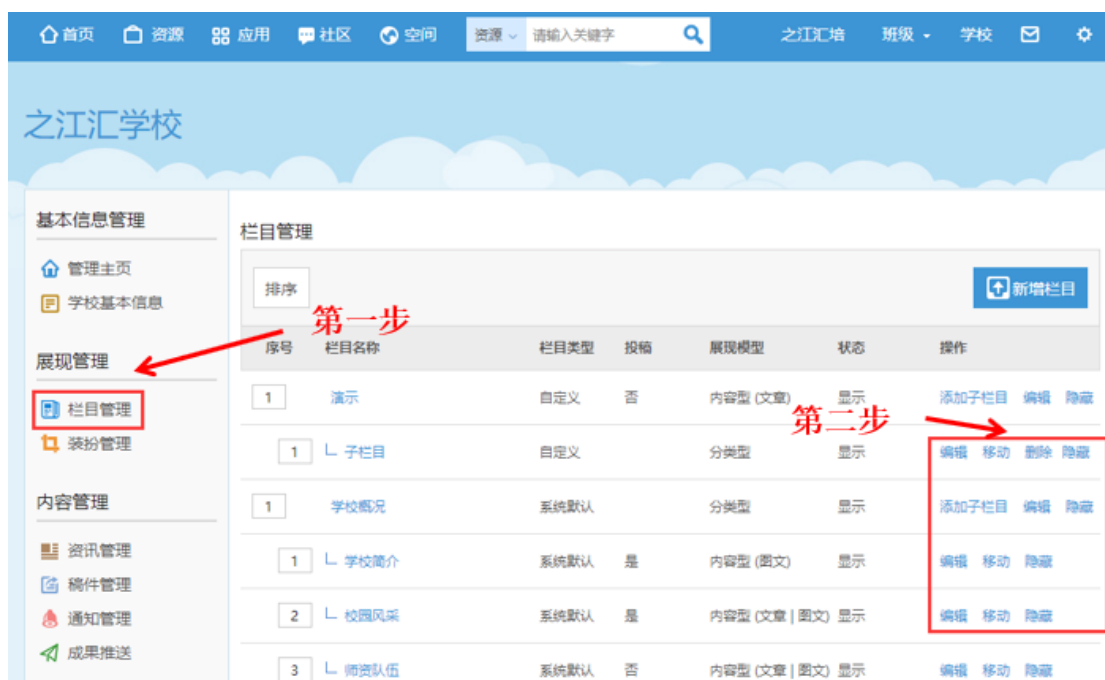 首页 资源 应用 社区 空间 资源 请输入关键字 之江汇培 班级 学校
之江汇学校
基本信息管理
管理主页
学校基本信息
展现管理
栏目管理
装扮管理
内容管理
资讯管理
稿件管理
通知管理
成果推送
栏目管理
排序 新增栏目
第一步
序号 栏目名称 栏目类型 投稿 展现模型 状态 操作
1 演示 自定义 否 内容型 (文章) 显示 添加子栏目 编辑 隐藏
第二步
1 子栏目 自定义 分类型 显示 编辑 移动 删除 隐藏
1 学校概况 系统默认 分类型 显示 添加子栏目 编辑 隐藏
1 学校简介 系统默认 是 内容型 (图文) 显示 编辑 移动 隐藏
2 校园风采 系统默认 是 内容型 (文章 | 图文) 显示 编辑 移动 隐藏
3 师资队伍 系统默认 否 内容型 (文章 | 图文) 显示 编辑 移动 隐藏